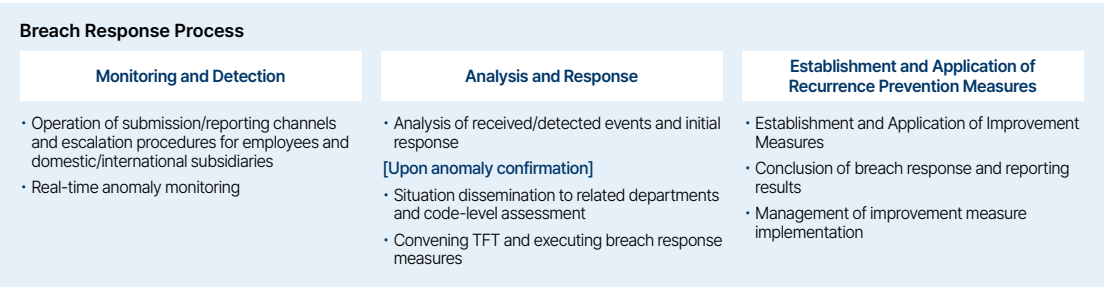 Breach Response Process
Monitoring and Detection
· Operation of submission/reporting channels
and escalation procedures for employees and
domestic/international subsidiaries
· Real-time anomaly monitoring
Analysis and Response
· Analysis of received/detected events and initial
response
[Upon anomaly confirmation]
· Situation dissemination to related departments
and code-level assessment
· Convening TFT and executing breach response
measures
Establishment and Application of
Recurrence Prevention Measures
· Establishment and Application of Improvement
Measures
· Conclusion of breach response and reporting
results
· Management of improvement measure
implementation